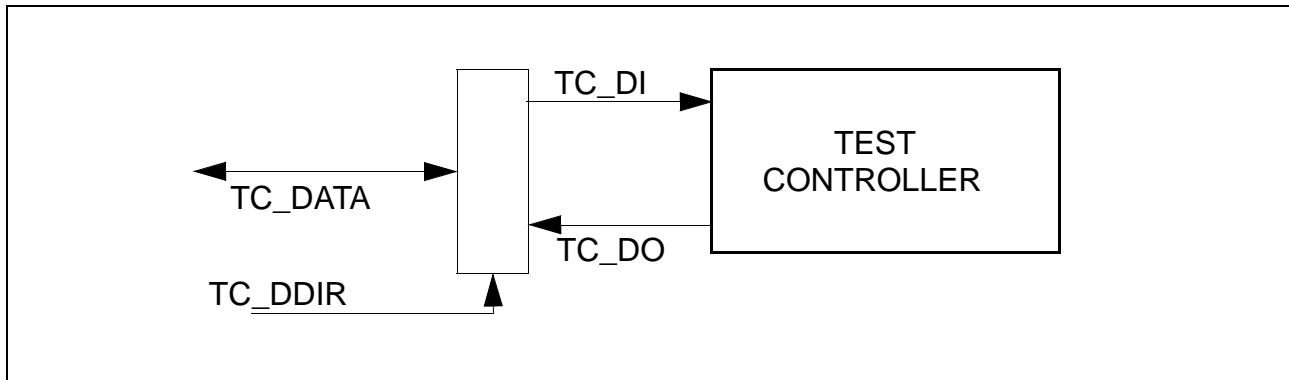 TC_DI
TEST
CONTROLLER
TC_DATA
TC_DO
TC_DDIR